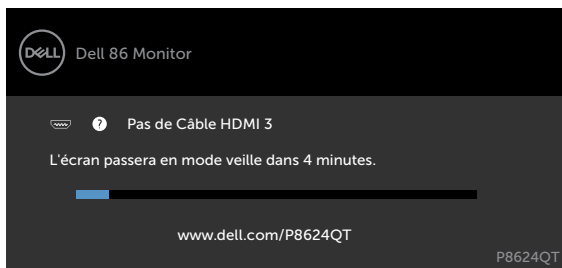 DELL
Dell 86 Monitor
? Pas de Câble HDMI 3
L'écran passera en mode veille dans 4 minutes.
www.dell.com/P8624QT
P8624QT